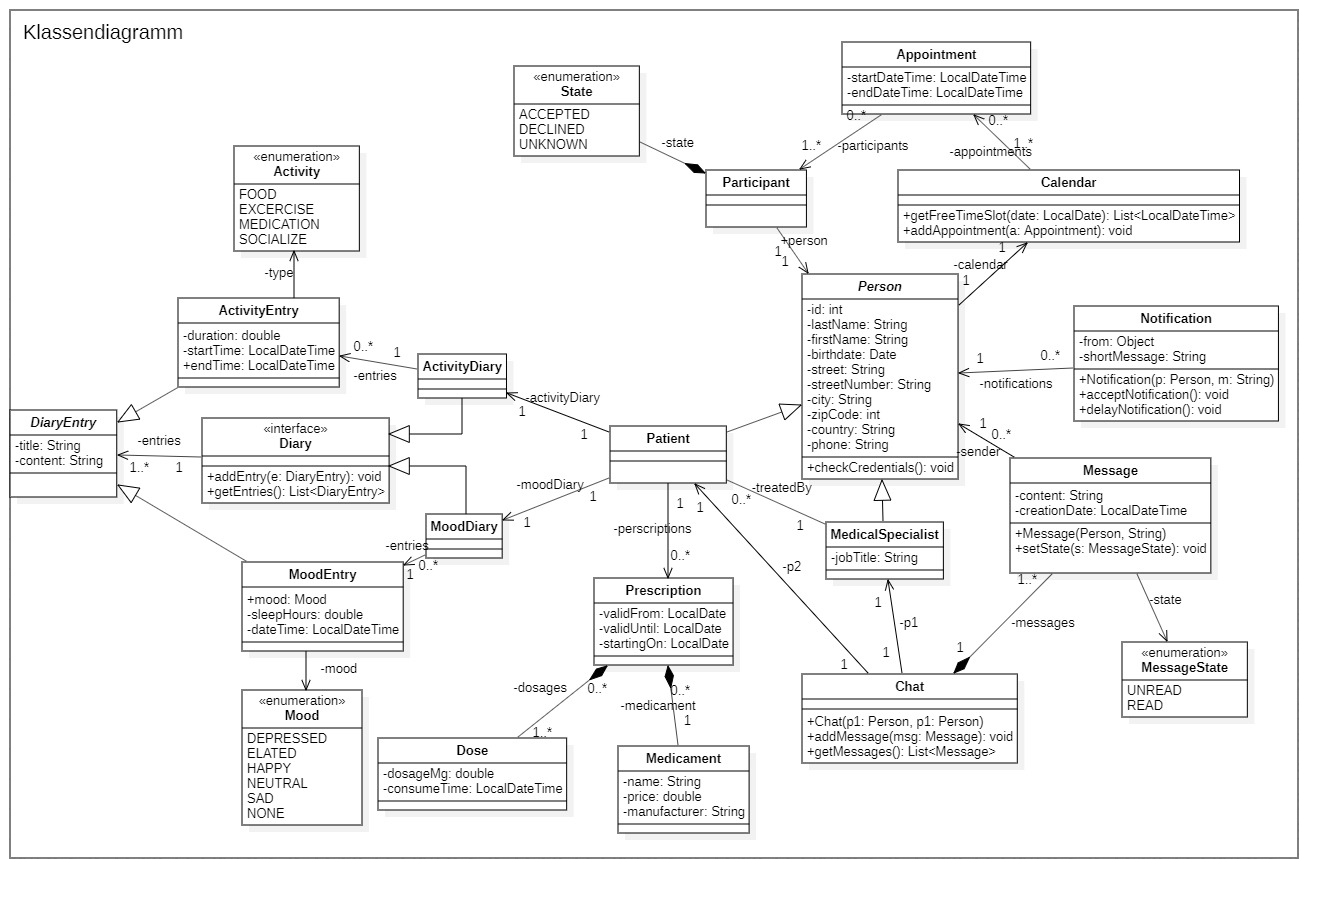 Klassendiagramm
Appointment
-startDateTime: LocalDateTime
-endDateTime: LocalDateTime
«enumeration»
State
ACCEPTED
DECLINED
UNKNOWN
-state
0..*
1..*
-participants
0..*
1..*
-appointments
Participant
Calendar
+getFreeTimeSlot(date: LocalDate): List<LocalDateTime>
+addAppointment(a: Appointment): void
«enumeration»
Activity
FOOD
EXCERCISE
MEDICATION
SOCIALIZE
-type
+person
1
1
1
-calendar
1
Person
-id: int
-lastName: String
-firstName: String
-birthdate: Date
-street: String
-streetNumber: String
-city: String
-zipCode: int
-country: String
-phone: String
+checkCredentials(): void
Notification
-from: Object
-shortMessage: String
+Notification(p: Person, m: String)
+acceptNotification(): void
+delayNotification(): void
1
0..*
-notifications
ActivityEntry
-duration: double
-startTime: LocalDateTime
+endTime: LocalDateTime
0..*
1
-entries
ActivityDiary
-activityDiary
1
1
DiaryEntry
-title: String
-content: String
-entries
1..*
1
«interface»
Diary
+addEntry(e: DiaryEntry): void
+getEntries(): List<DiaryEntry>
Patient
1
0..*
-sender
Message
-content: String
-creationDate: LocalDateTime
+Message(Person, String)
+setState(s: MessageState): void
-moodDiary
1
1
MoodDiary
-entries
0..*
1
-treatedBy
0..*
1
1
1
-perscriptions
0..*
MedicalSpecialist
-jobTitle: String
-p2
1
1
-p1
1
1..*
-messages
1
-state
MoodEntry
+mood: Mood
-sleepHours: double
-dateTime: LocalDateTime
-mood
«enumeration»
Mood
DEPRESSED
ELATED
HAPPY
NEUTRAL
SAD
NONE
Prescription
-validFrom: LocalDate
-validUntil: LocalDate
-startingOn: LocalDate
-dosages
0..*
1..*
0..*
-medicament
1
Dose
-dosageMg: double
-consumeTime: LocalDateTime
Medicament
-name: String
-price: double
-manufacturer: String
Chat
+Chat(p1: Person, p1: Person)
+addMessage(msg: Message): void
+getMessages(): List<Message>
«enumeration»
MessageState
UNREAD
READ